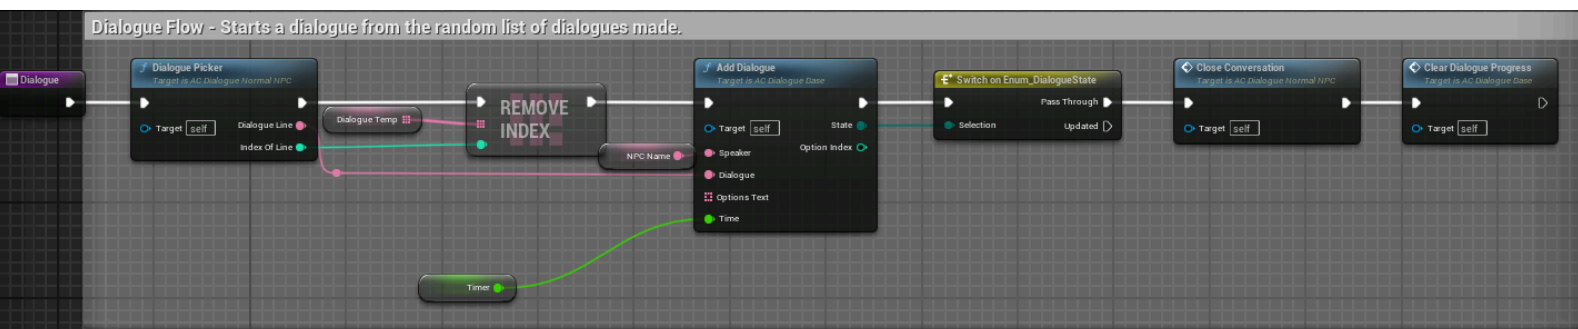 Dialogue Flow - Starts a dialogue from the random list of dialogues made.
Dialogue
Dialogue Picker
Target is AC Dialogue Normal NPC
Target self
Dialogue Line
Index Of Line
Dialogue Temp
REMOVE
INDEX
NPC Name
Timer
Add Dialogue
Target is AC Dialogue Base
Target self
State
Option Index
Speaker
Dialogue
Options Text
Time
Switch on Enum_DialogueState
Pass Through
Selection
Updated
Close Conversation
Target is AC Dialogue Normal NPC
Target self
Clear Dialogue Progress
Target is AC Dialogue Base
Target self